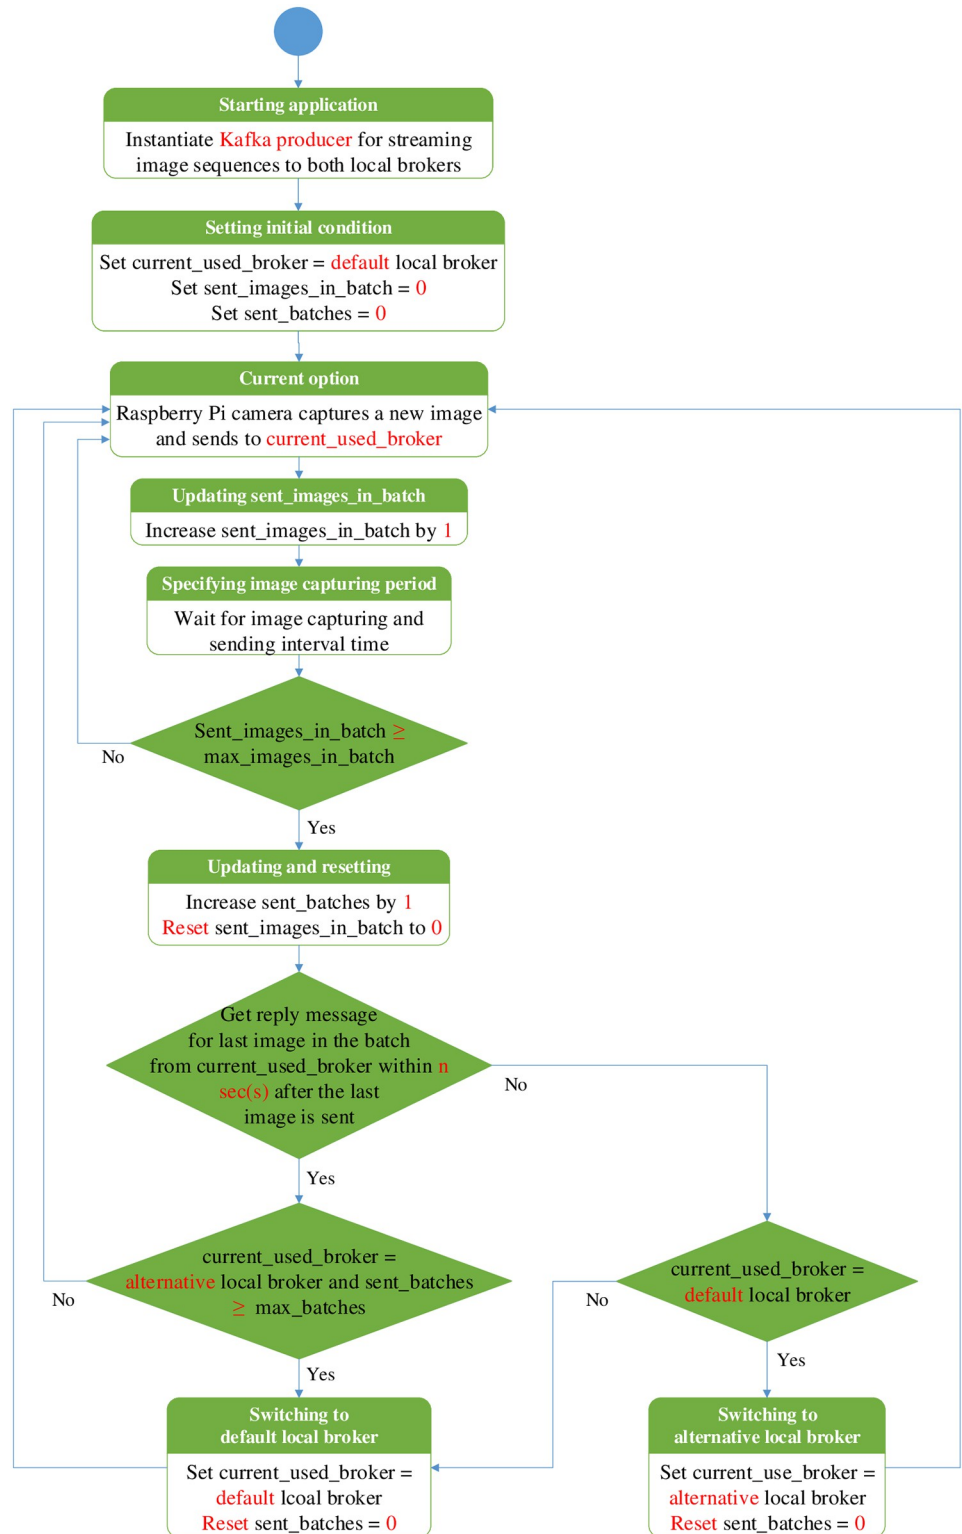 Starting application
Instantiate Kafka producer for streaming
image sequences to both local brokers
Setting initial condition
Set current_used_broker = default local broker
Set sent_images_in_batch = 0
Set sent_batches = 0
Current option
Raspberry Pi camera captures a new image
and sends to current_used_broker
Updating sent_images_in_batch
Increase sent_images_in_batch by 1
Specifying image capturing period
Wait for image capturing and
sending interval time
Sent_images_in_batch ≥
max_images_in_batch
No
Yes
Updating and resetting
Increase sent_batches by 1
Reset sent_images_in_batch to 0
Get reply message
for last image in the batch
from current_used_broker within n
sec(s) after the last
image is sent
No
Yes
current_used_broker =
alternative local broker and sent_batches
≥ max_batches
No
Yes
current_used_broker =
default local broker
No
Yes
Switching to
default local broker
Set current_used_broker =
default lcoal broker
Reset sent_batches = 0
Switching to
alternative local broker
Set current_use_broker =
alternative local broker
Reset sent_batches = 0